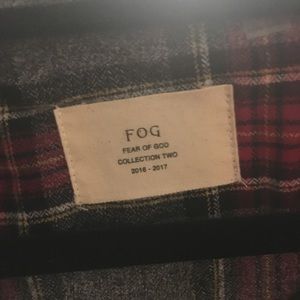 FOG
FEAR OF GOD
COLLECTION TWO
2016 - 2017